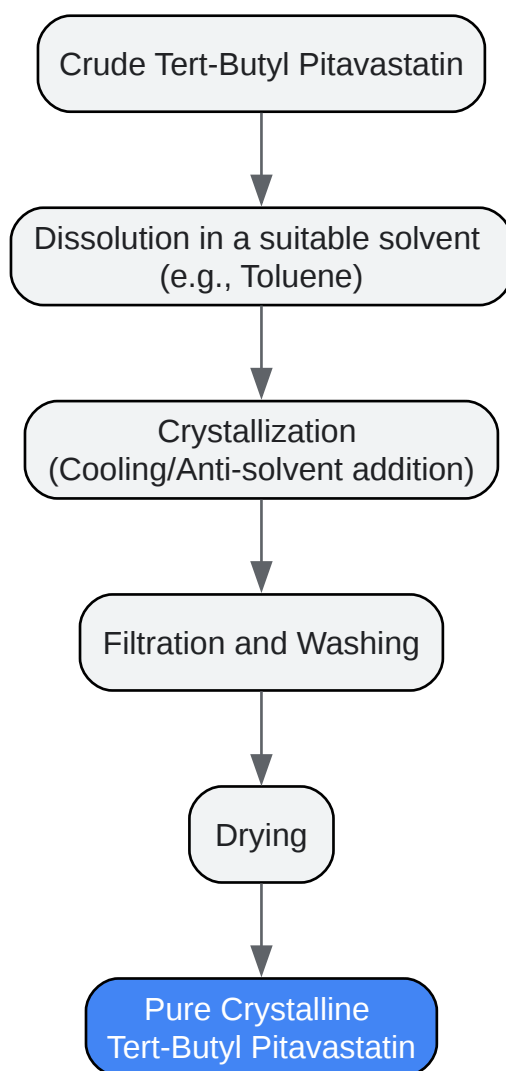 Crude Tert-Butyl Pitavastatin
Dissolution in a suitable solvent
(e.g., Toluene)
Crystallization
(Cooling/Anti-solvent addition)
Filtration and Washing
Drying
Pure Crystalline
Tert-Butyl Pitavastatin